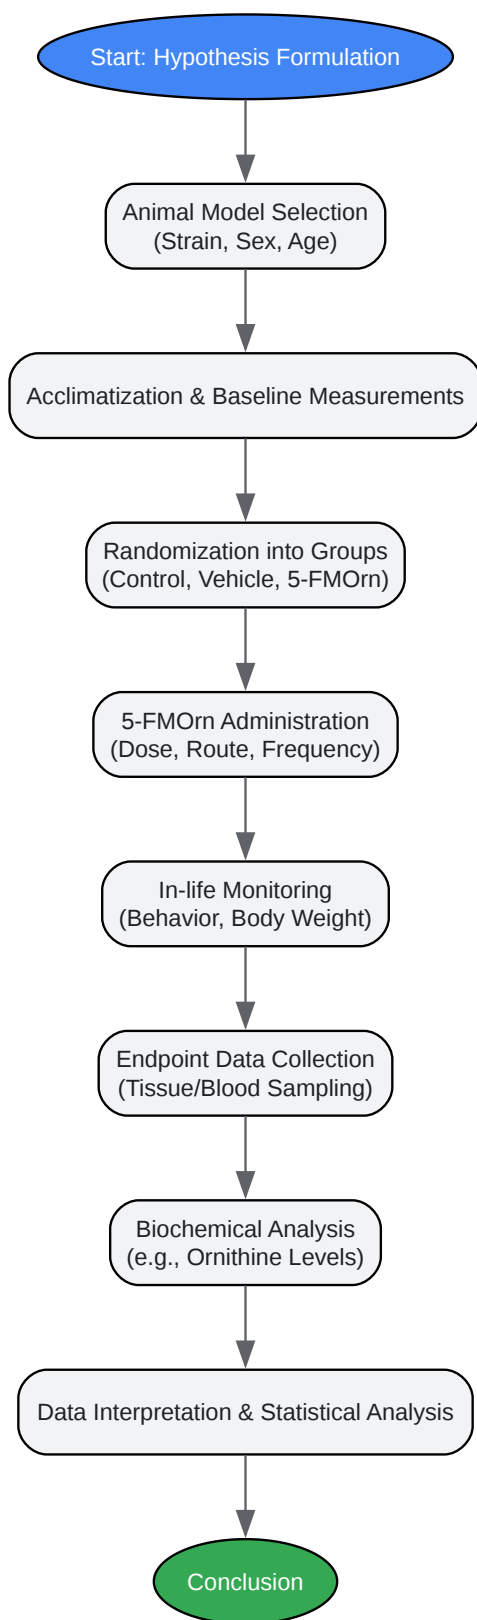 Start: Hypothesis Formulation
Animal Model Selection
(Strain, Sex, Age)
Acclimatization & Baseline Measurements
Randomization into Groups
(Control, Vehicle, 5-FMOrn)
5-FMOrn Administration
(Dose, Route, Frequency)
In-life Monitoring
(Behavior, Body Weight)
Endpoint Data Collection
(Tissue/Blood Sampling)
Biochemical Analysis
(e.g., Ornithine Levels)
Data Interpretation & Statistical Analysis
Conclusion